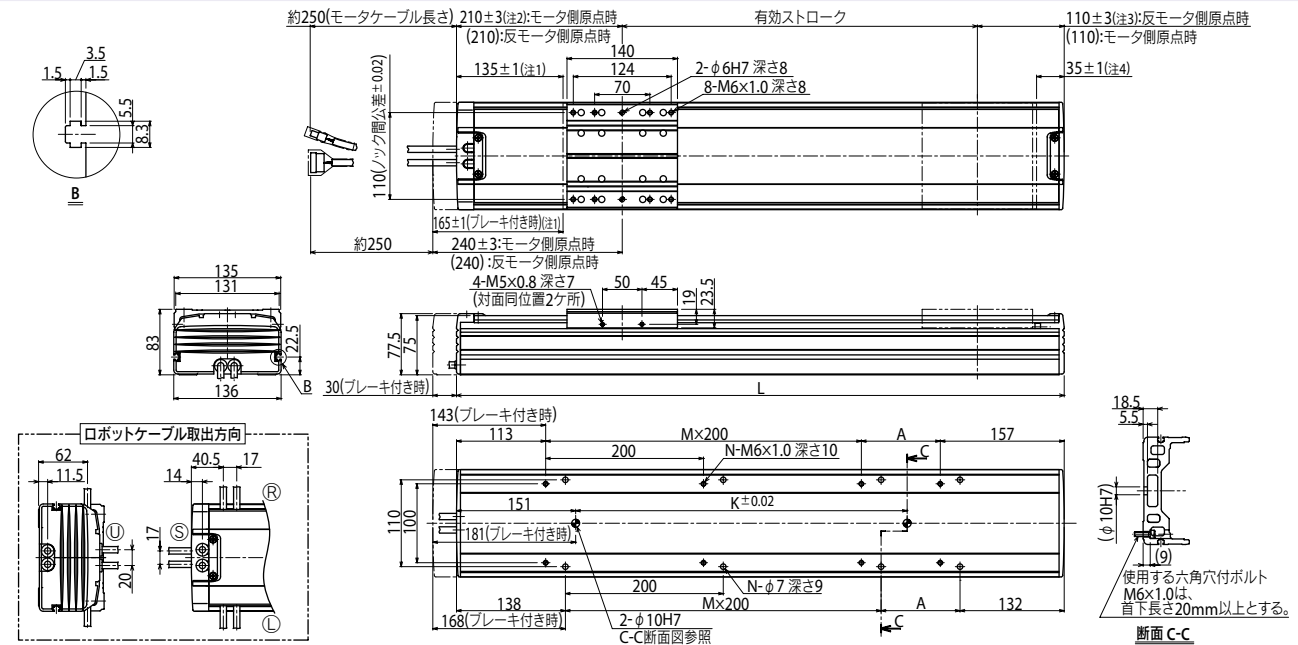 約250(モータケーブル長さ)
210±3(注2):モータ側原点時
(210):反モータ側原点時
有効ストローク
110±3(注3):反モータ側原点時
(110):モータ側原点時
3.5
1.5
1.5
5.5
8.3
B
140
135±1(注1)
124
70
2-φ6H7 深さ8
8-M6×1.0 深さ8
35±1(注4)
110(ノック間公差±0.02)
165±1(ブレーキ付き時)(注1)
約250
240±3:モータ側原点時
(240):反モータ側原点時
135
131
83
22.5
136
B
4-M5×0.8 深さ7
(対面同位置2ケ所)
50
45
19
23.5
77.5
75
30(ブレーキ付き時)
L
ロボットケーブル取出方向
62
11.5
Ⓤ
20
40.5
17
14
17
Ⓢ
Ⓡ
Ⓛ
143(ブレーキ付き時)
113
M×200
A
157
200
N-M6×1.0 深さ10
C
110
100
151
K±0.02
181(ブレーキ付き時)
200
N-φ7 深さ9
138
M×200
A
132
168(ブレーキ付き時)
2-φ10H7
C-C断面図参照
C
18.5
5.5
(φ10H7)
(9)
使用する六角穴付ボルト
M6×1.0は、
首下長さ20mm以上とする。
断面 C-C